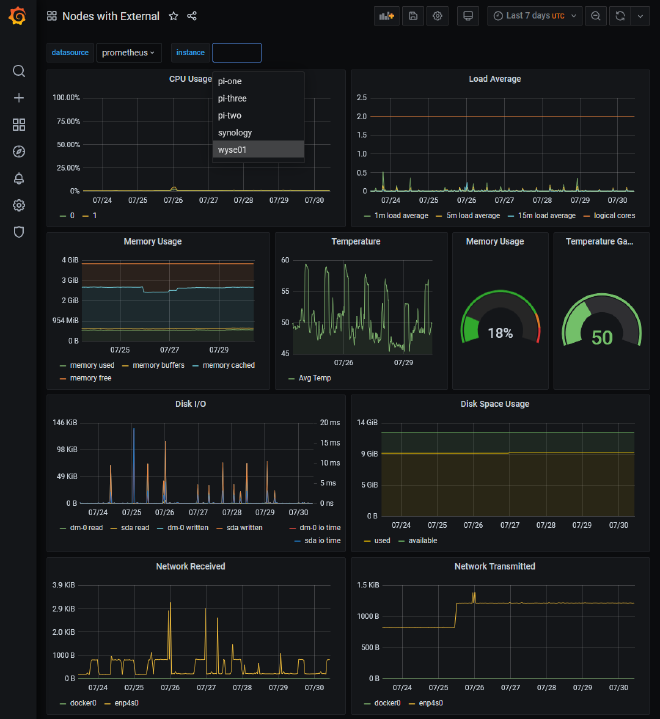 Nodes with External
Last 7 days UTC
datasource prometheus instance
pi-one
pi-three
pi-two
synology
wyse01
CPU Usage
100.00%
75.00%
50.00%
25.00%
0%
07/24 07/25 07/26 07/27 07/28 07/29 07/30
0 1
Load Average
2.5
2.0
1.5
1.0
0.5
0
07/24 07/25 07/26 07/27 07/28 07/29 07/30
1m load average 5m load average 15m load average logical cores
Memory Usage
4 GiB
3 GiB
2 GiB
954 MiB
0 B
07/25 07/27 07/29
memory used memory buffers memory cached
memory free
Temperature
60
55
50
45
07/26 07/29
Avg Temp
Memory Usage
18%
Temperature Ga...
50
Disk I/O
146 KiB 20 ms
98 KiB 15 ms
10 ms
49 KiB 5 ms
0 B 0 ns
07/24 07/25 07/26 07/27 07/28 07/29 07/30
dm-0 read sda read dm-0 written sda written dm-0 io time
sda io time
Disk Space Usage
14 GiB
9 GiB
5 GiB
0 B
07/24 07/25 07/26 07/27 07/28 07/29 07/30
used available
Network Received
3.9 KiB
2.9 KiB
2.0 KiB
1000 B
0 B
07/24 07/25 07/26 07/27 07/28 07/29 07/30
docker0 enp4s0
Network Transmitted
1.5 KiB
1000 B
500 B
0 B
07/24 07/25 07/26 07/27 07/28 07/29 07/30
docker0 enp4s0